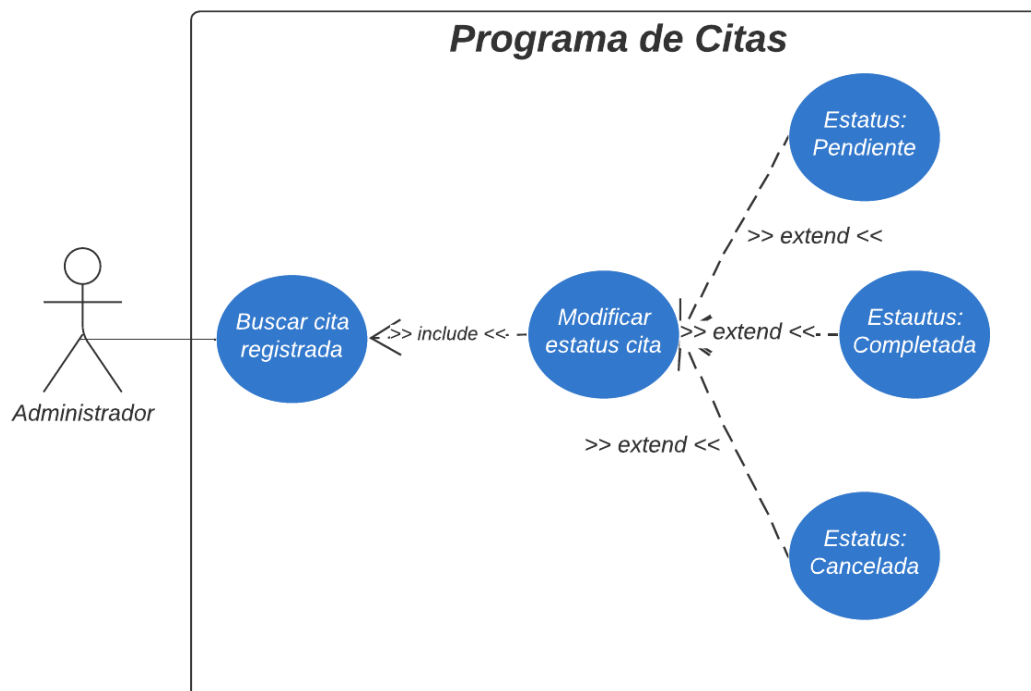 Programa de Citas
Estatus:
Pendiente
>> extend <<
Buscar cita
registrada
>> include <<
Modificar
estatus cita
>> extend <<
Estautus:
Completada
Administrador
>> extend <<
Estatus:
Cancelada